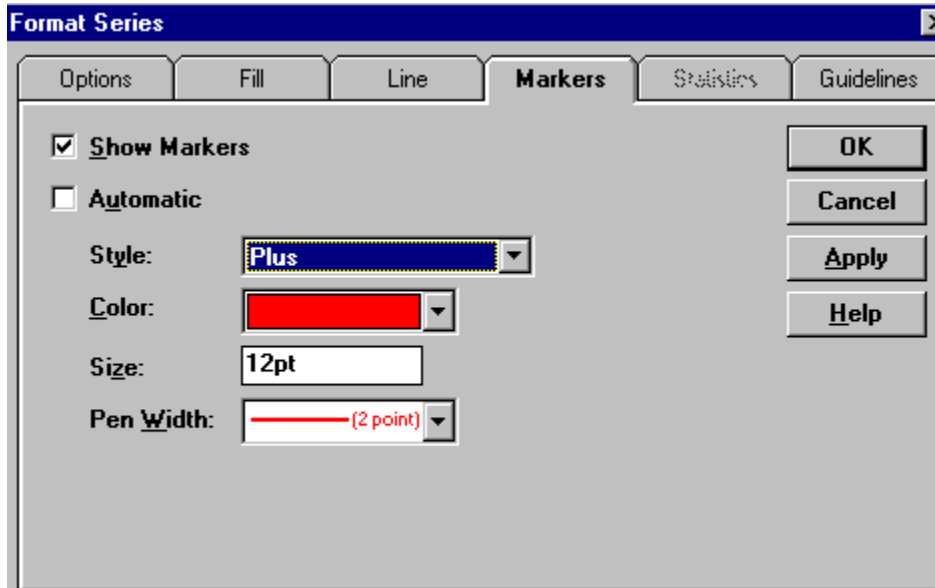 Format Series
Options Fill Line Markers Statistics Guidelines
Show Markers
OK
Automatic
Cancel
Style: Plus
Apply
Color:
Help
Size: 12pt
Pen Width: (2 point)